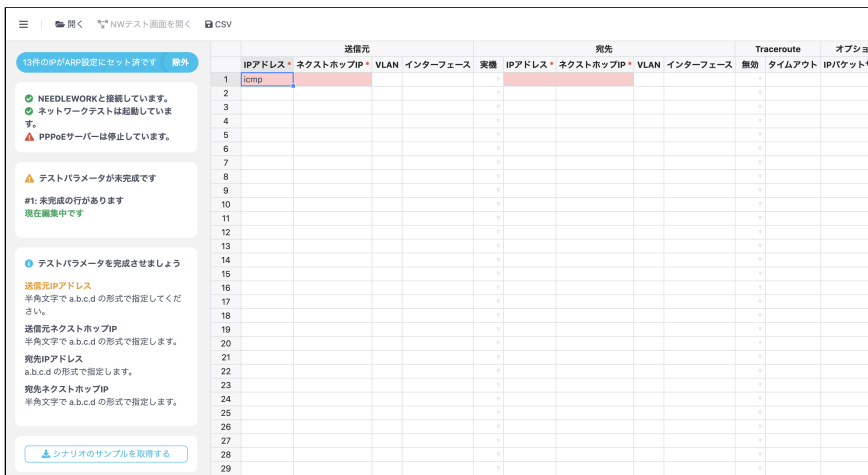 開く NWテスト画面を開く CSV
13件のIPがARP設定にセット済です 除外
NEEDLEWORKと接続しています。
ネットワークテストは起動していま
す。
PPPoEサーバーは停止しています。
テストパラメータが未完成です
#1: 未完成の行があります
現在編集中です
テストパラメータを完成させましょう
送信元IPアドレス
半角文字で a.b.c.d の形式で指定してくだ
さい。
送信元ネクストホップIP
半角文字で a.b.c.d の形式で指定します。
宛先IPアドレス
a.b.c.d の形式で指定します。
宛先ネクストホップIP
半角文字で a.b.c.d の形式で指定します。
シナリオのサンプルを取得する
送信元 宛先 Traceroute オプショ
IPアドレス * ネクストホップIP * VLAN インターフェース 実機 IPアドレス * ネクストホップIP * VLAN インターフェース 無効 タイムアウト IPパケットサ
1 icmp
2
3
4
5
6
7
8
9
10
11
12
13
14
15
16
17
18
19
20
21
22
23
24
25
26
27
28
29